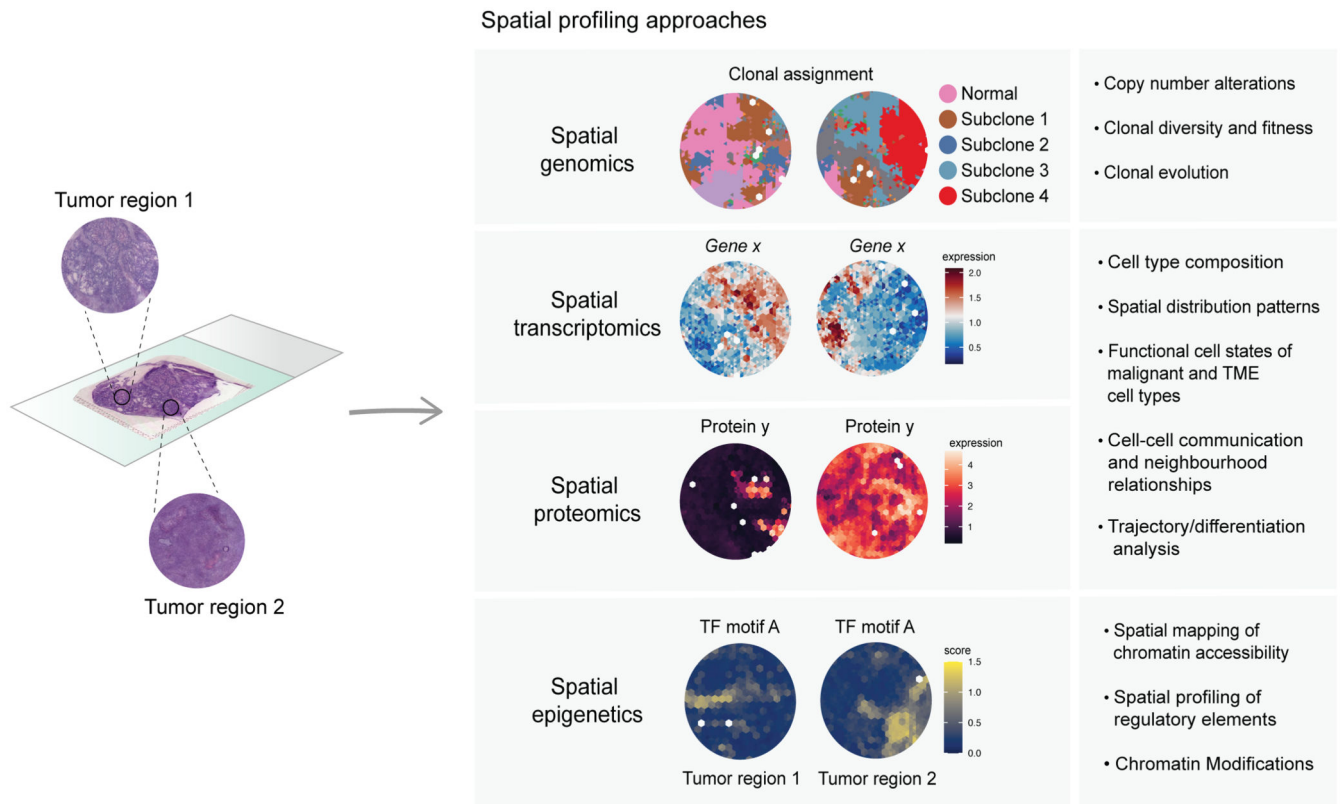 Spatial profiling approaches
Tumor region 1
Tumor region 2
Spatial
genomics
Clonal assignment
Normal
Subclone 1
Subclone 2
Subclone 3
Subclone 4
• Copy number alterations
• Clonal diversity and fitness
• Clonal evolution
Spatial
transcriptomics
Gene x
Gene x
expression
2.0
1.5
1.0
0.5
Spatial
proteomics
Protein y
Protein y
expression
4
3
2
1
• Cell type composition
• Spatial distribution patterns
• Functional cell states of
malignant and TME
cell types
• Cell-cell communication
and neighbourhood
relationships
• Trajectory/differentiation
analysis
Spatial
epigenetics
TF motif A
TF motif A
score
1.5
1.0
0.5
0.0
Tumor region 1
Tumor region 2
• Spatial mapping of
chromatin accessibility
• Spatial profiling of
regulatory elements
• Chromatin Modifications